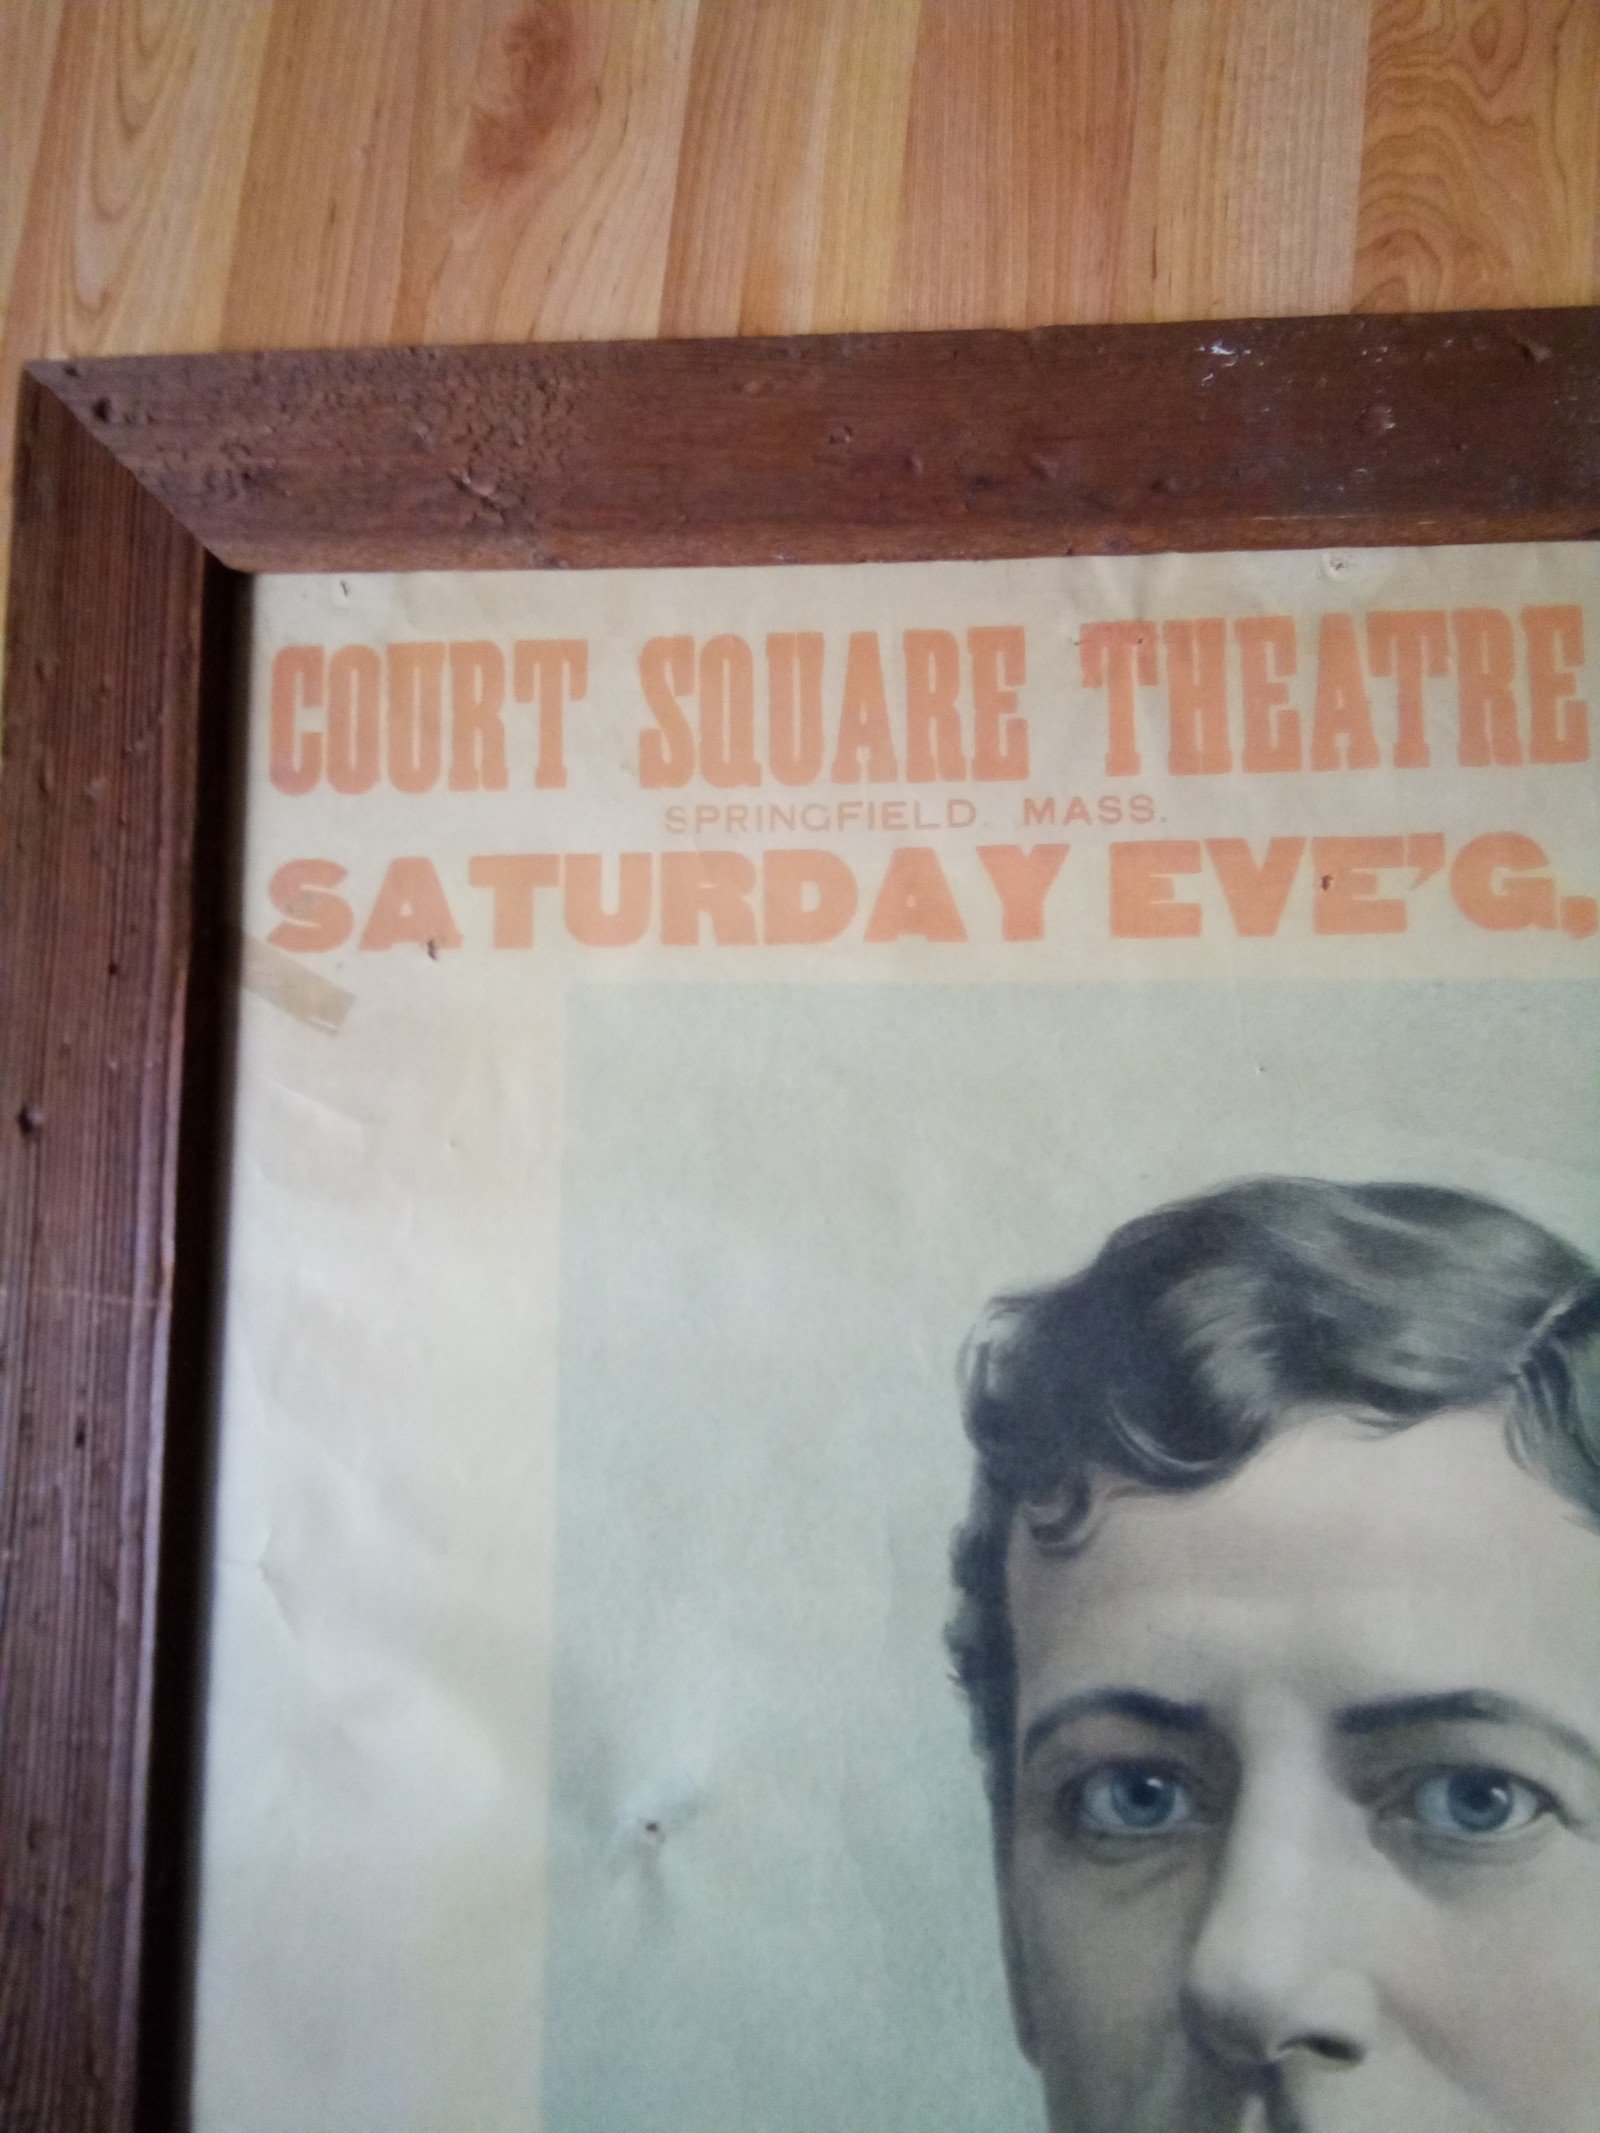 COURT SQUARE THEATRE
SPRINGFIELD. MASS.
SATURDAY EVE'G,